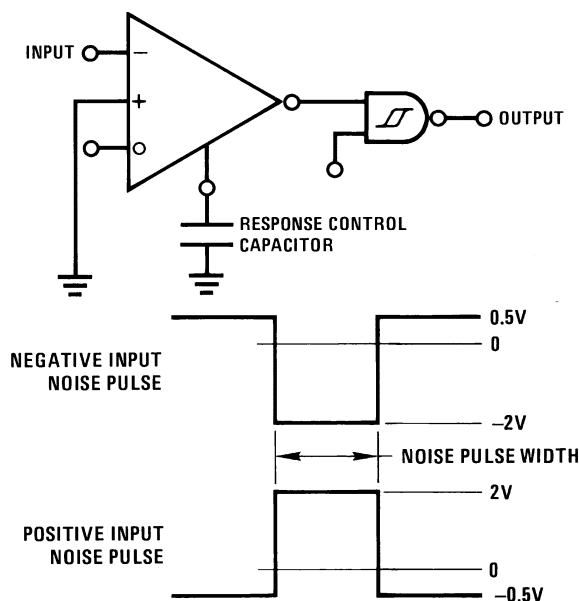 INPUT
−
+
OUTPUT
RESPONSE CONTROL
CAPACITOR
0.5V
0
NEGATIVE INPUT
NOISE PULSE
−2V
NOISE PULSE WIDTH
2V
POSITIVE INPUT
NOISE PULSE
0
−0.5V